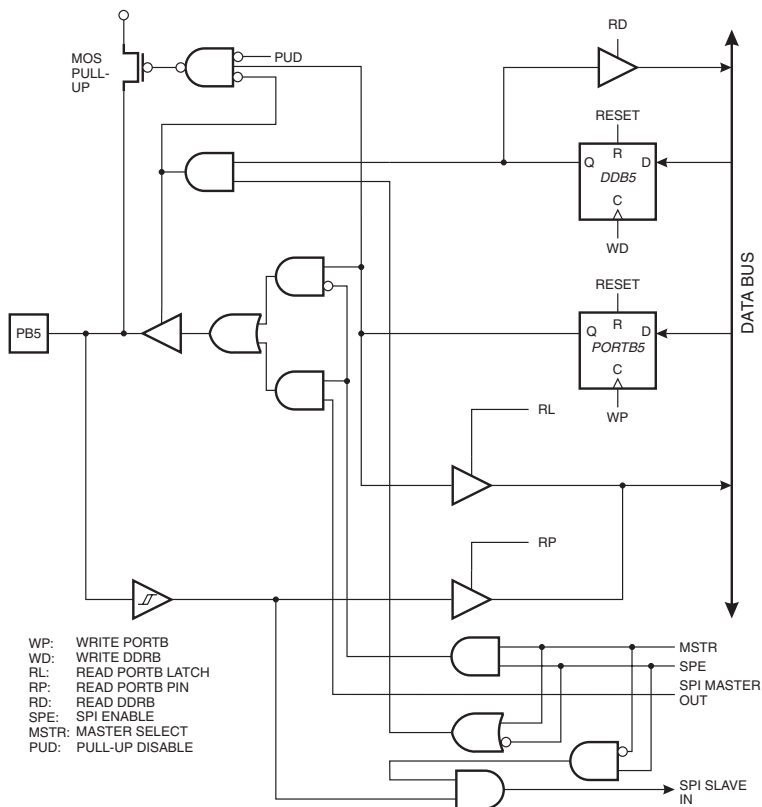 RD
MOS
PULL-
UP
PUD
RESET
R
Q
D
DDB5
C
WD
DATA BUS
RESET
R
Q
D
PORTB5
C
WP
PB5
RL
RP
WP: WRITE PORTB
WD: WRITE DDRB
RL: READ PORTB LATCH
RP: READ PORTB PIN
RD: READ DDRB
SPE: SPI ENABLE
MSTR: MASTER SELECT
PUD: PULL-UP DISABLE
MSTR
SPE
SPI MASTER
OUT
SPI SLAVE
IN